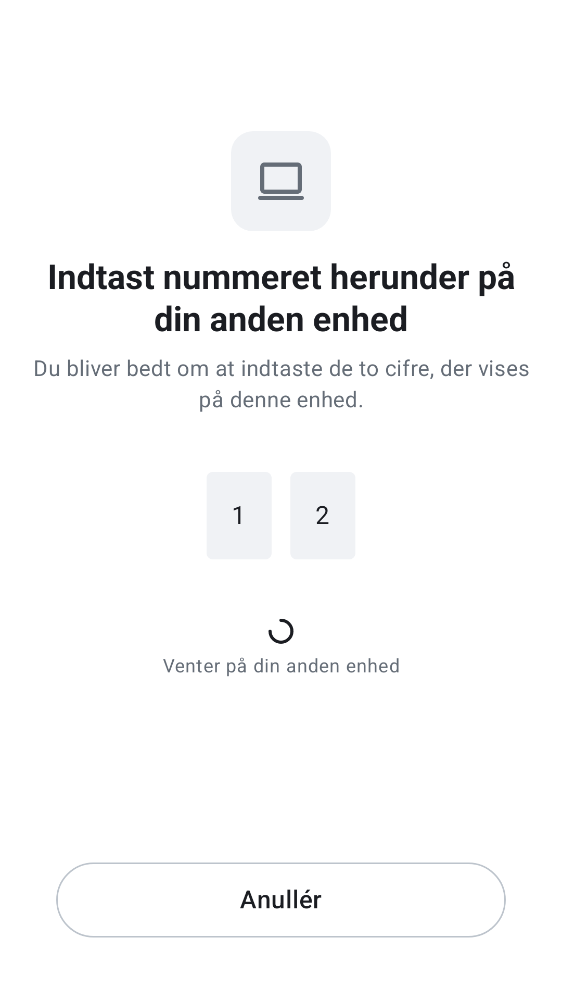 Indtast nummeret herunder på
din anden enhed
Du bliver bedt om at indtaste de to cifre, der vises
på denne enhed.
1 2
Venter på din anden enhed
Anullér